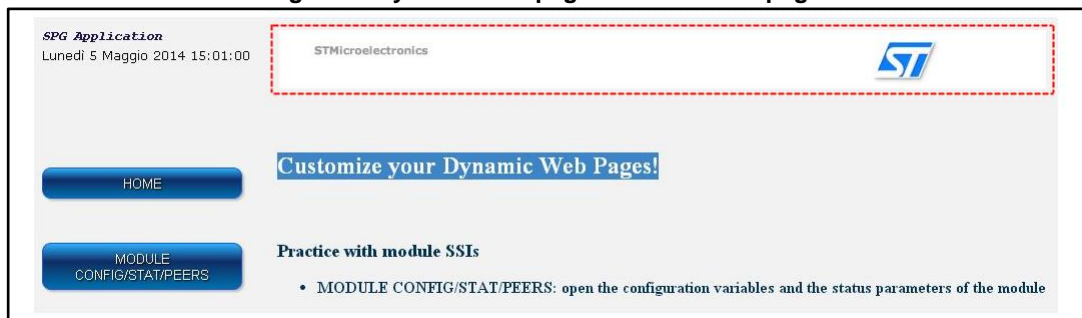 SPG Application
Lunedì 5 Maggio 2014 15:01:00
STMicroelectronics
ST
Customize your Dynamic Web Pages!
HOME
Practice with module SSIs
MODULE
CONFIG/STAT/PEERS
• MODULE CONFIG/STAT/PEERS: open the configuration variables and the status parameters of the module